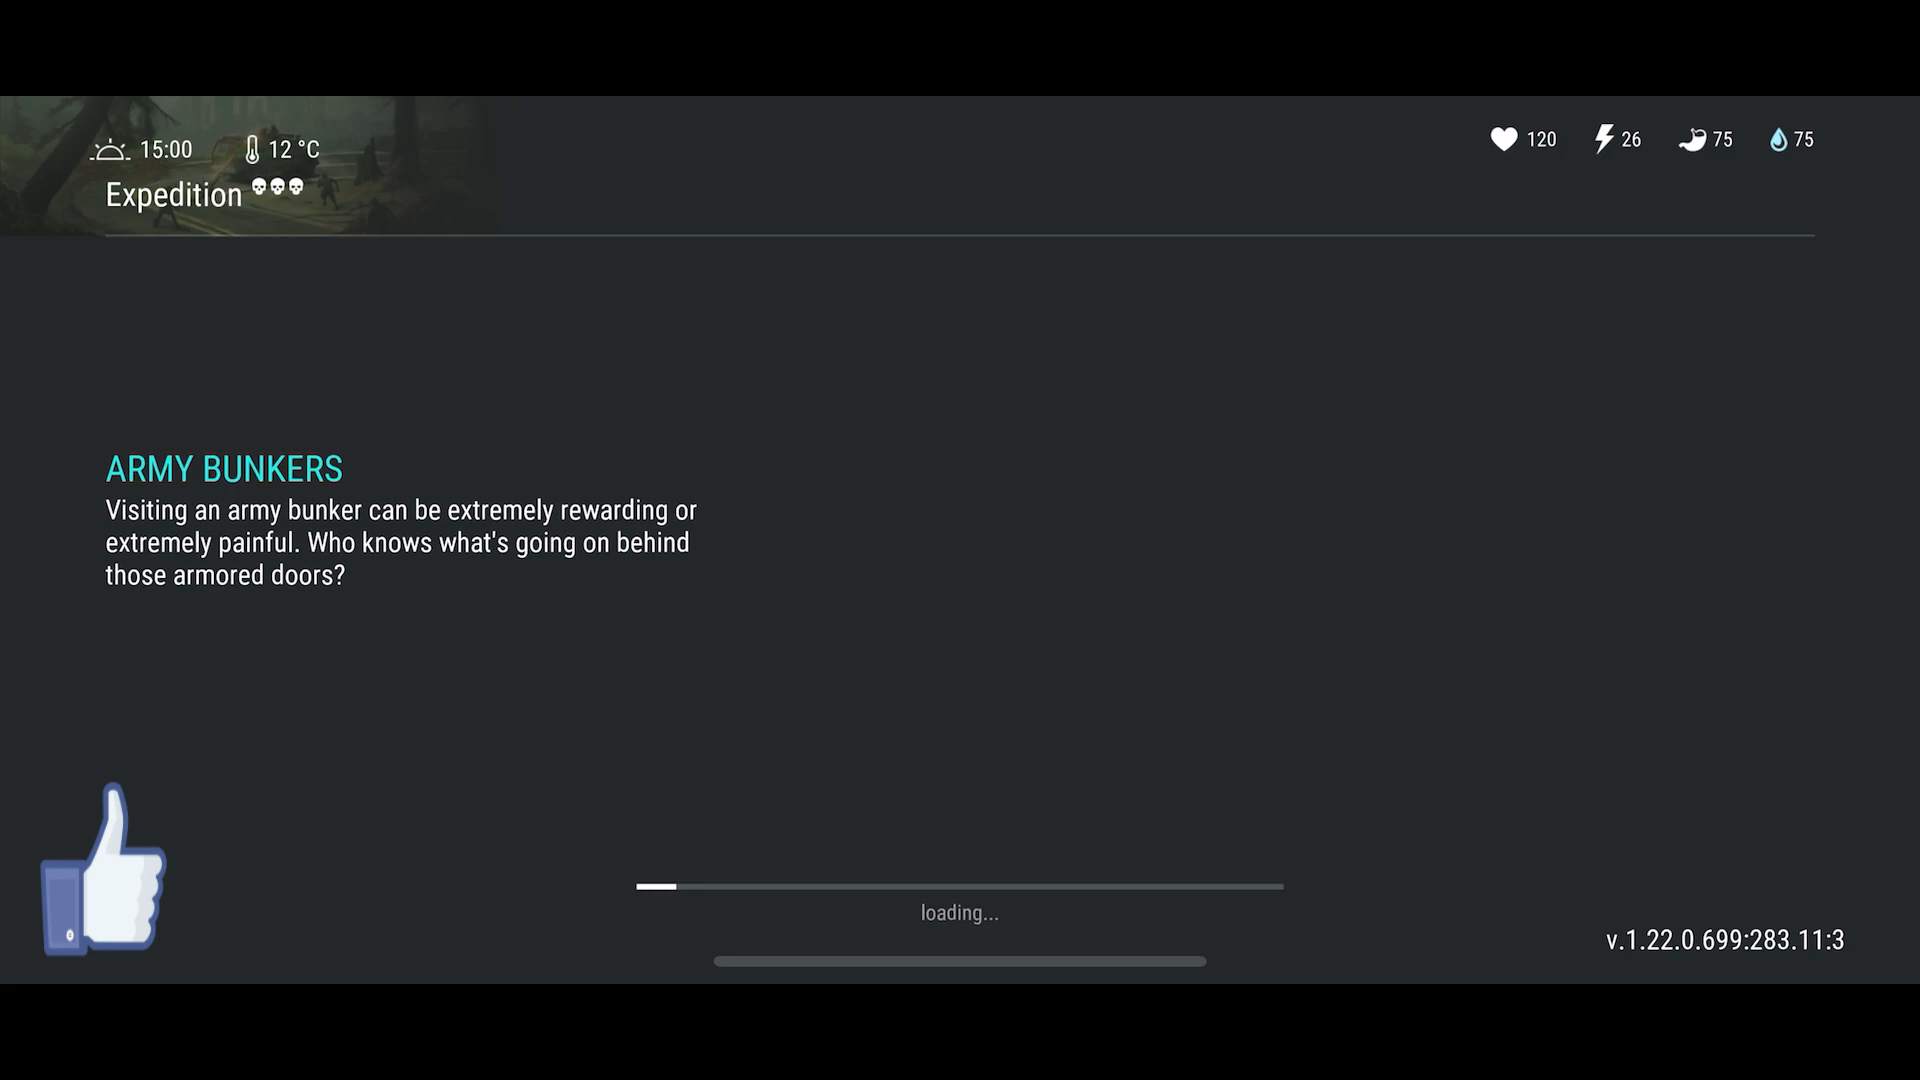 15:00 12 °C
Expedition
120 26 75 75
ARMY BUNKERS
Visiting an army bunker can be extremely rewarding or
extremely painful. Who knows what's going on behind
those armored doors?
loading...
v.1.22.0.699:283.11:3